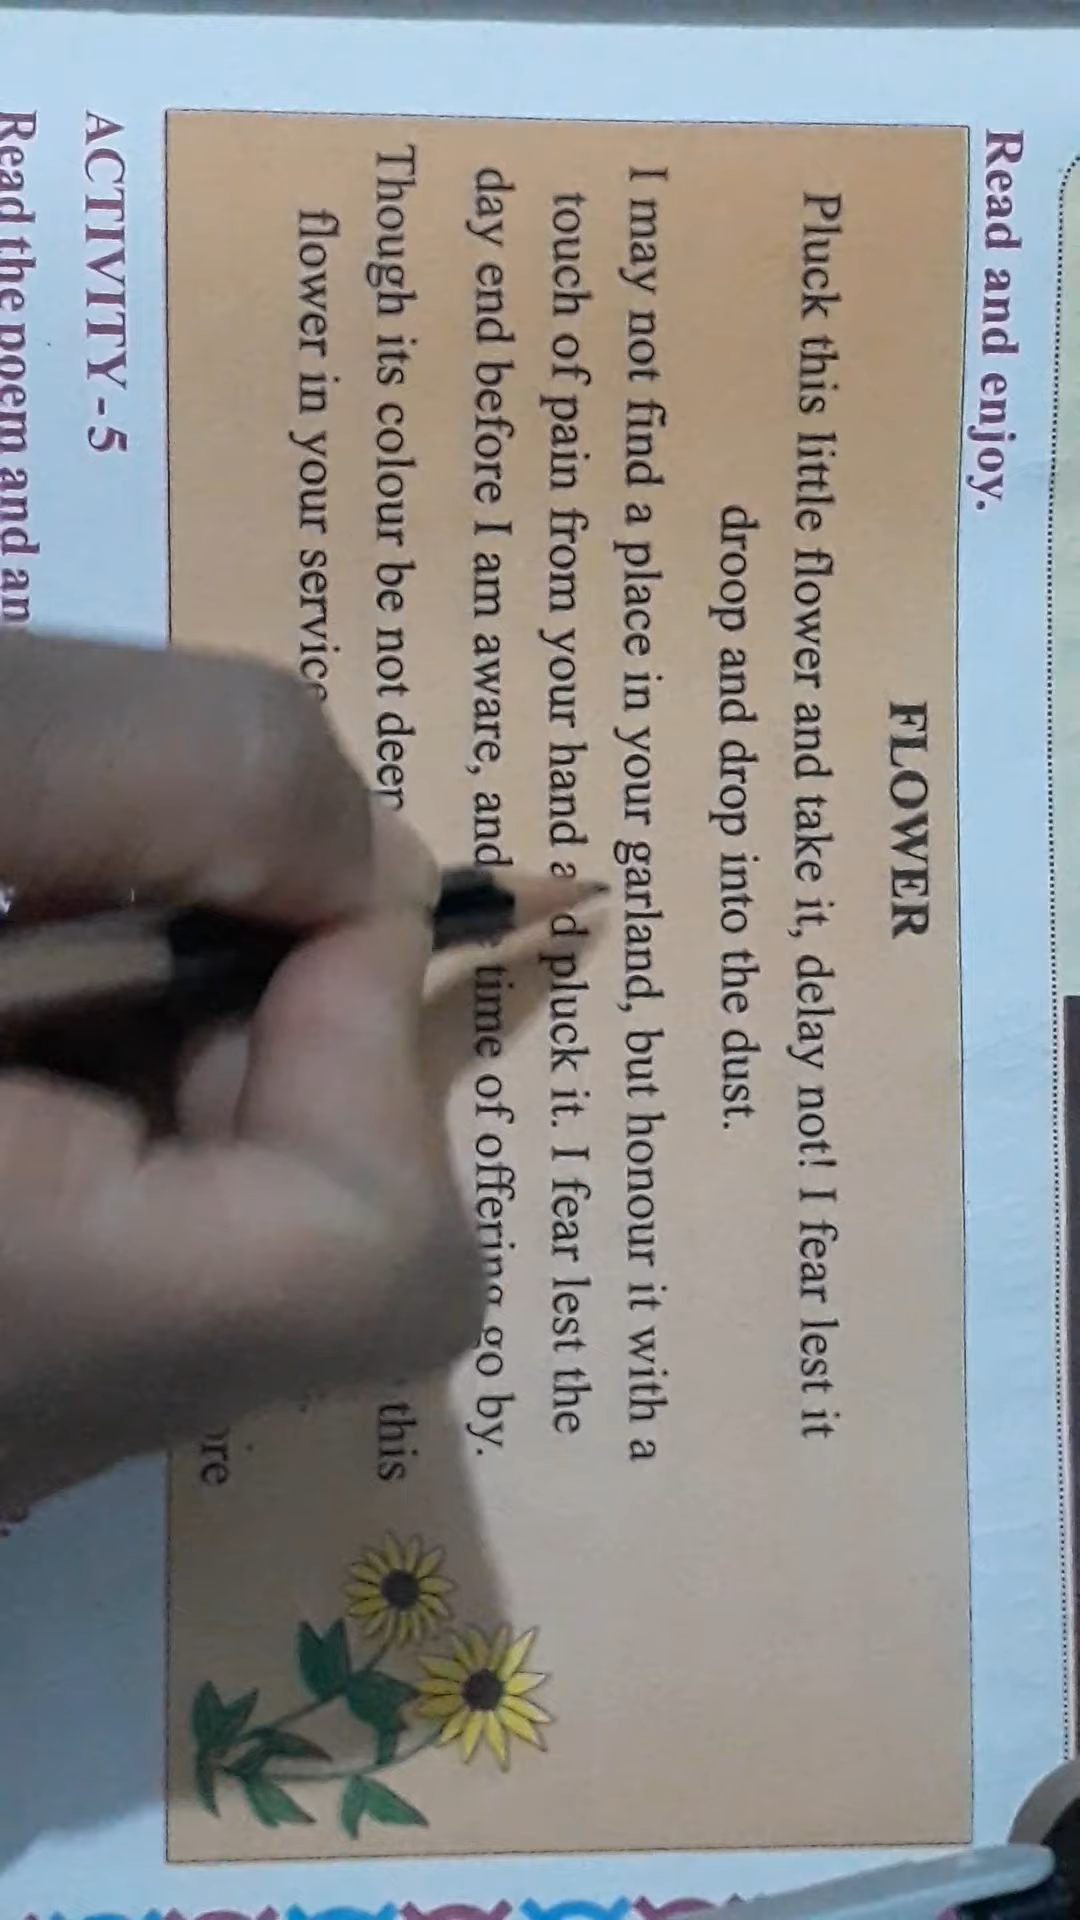 Read and enjoy.
FLOWER
Pluck this little flower and take it, delay not! I fear lest it
droop and drop into the dust.
I may not find a place in your garland, but honour it with a
touch of pain from your hand and pluck it. I fear lest the
day end before I am aware, and time of offering go by.
Though its colour be not this
flower in your service
ACTIVITY - 5
Read the poem and